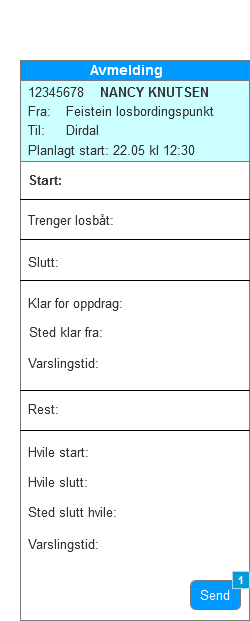 Avmelding
12345678 NANCY KNUTSEN
Fra: Feistein losbordingspunkt
Til: Dirdal
Planlagt start: 22.05 kl 12:30
Start:
Trenger losbåt:
Slutt:
Klar for oppdrag:
Sted klar fra:
Varslingstid:
Rest:
Hvile start:
Hvile slutt:
Sted slutt hvile:
Varslingstid:
1
Send